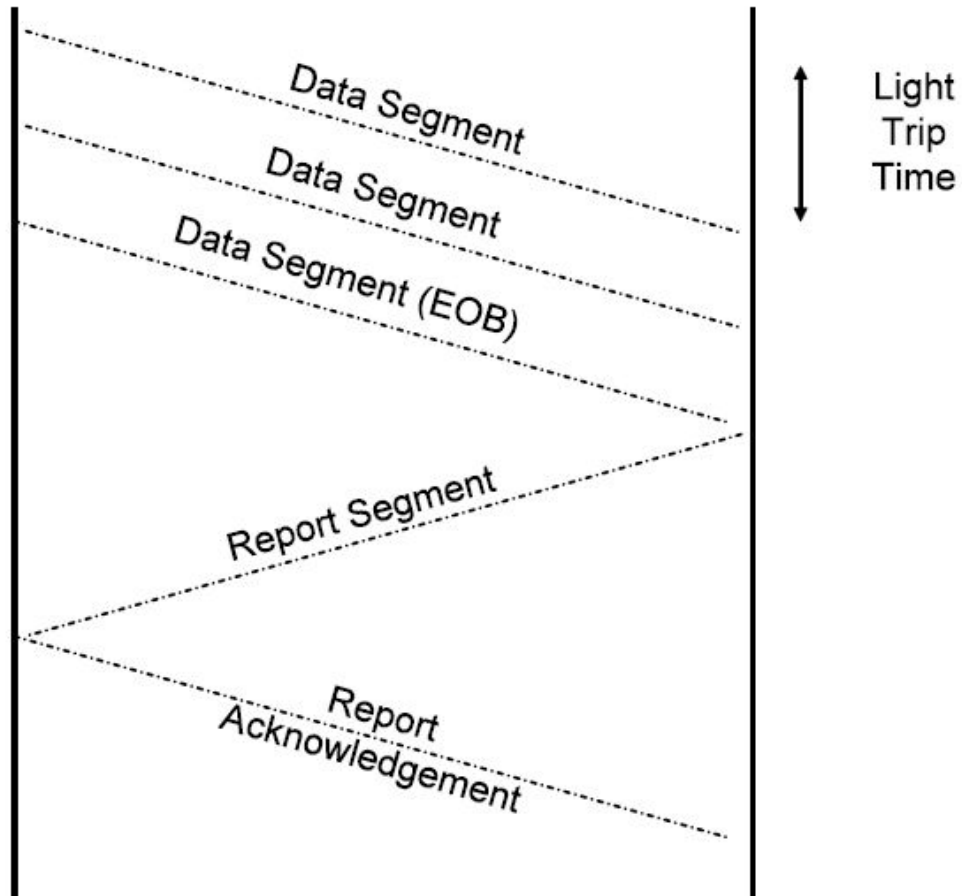 Data Segment
Light
Trip
Time
Data Segment
Data Segment (EOB)
Report Segment
Report
Acknowledgement